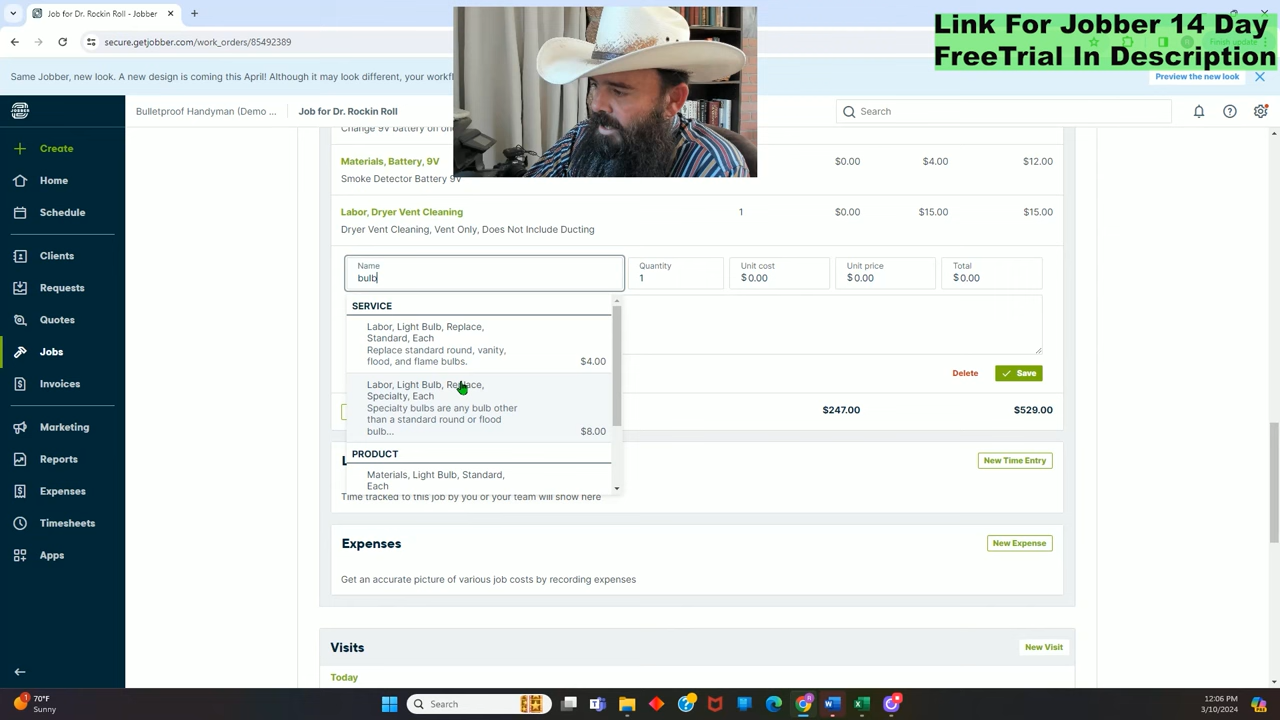 Job for Dr. Rockin Roll - Jobber
Link For Jobber 14 Day
FreeTrial In Description
secure.getjobber.com/work_orders/85492389
Finish update
Same Jobber, new look. A new design is coming this April! Although it may look different, your workf
Preview the new look
Bulletproof Handyman (Demo ...
Job for Dr. Rockin Roll
Search
Create
Home
Schedule
Clients
Requests
Quotes
Jobs
Invoices
Marketing
Reports
Expenses
Timesheets
Apps
Change 9V battery on one
Materials, Battery, 9V
$0.00
$4.00
$12.00
Smoke Detector Battery 9V
Labor, Dryer Vent Cleaning
1
$0.00
$15.00
$15.00
Dryer Vent Cleaning, Vent Only, Does Not Include Ducting
Name
bulb
Quantity
1
Unit cost
$0.00
Unit price
$0.00
Total
$0.00
SERVICE
Labor, Light Bulb, Replace,
Standard, Each
Replace standard round, vanity,
flood, and flame bulbs.
$4.00
Labor, Light Bulb, Replace,
Specialty, Each
Specialty bulbs are any bulb other
than a standard round or flood
bulb...
$8.00
PRODUCT
Materials, Light Bulb, Standard,
Each
Delete
Save
$247.00
$529.00
New Time Entry
Time tracked to this job by you or your team will show here
Expenses
New Expense
Get an accurate picture of various job costs by recording expenses
Visits
New Visit
Today
1
70°F
Sunny
Search
12:06 PM
3/10/2024